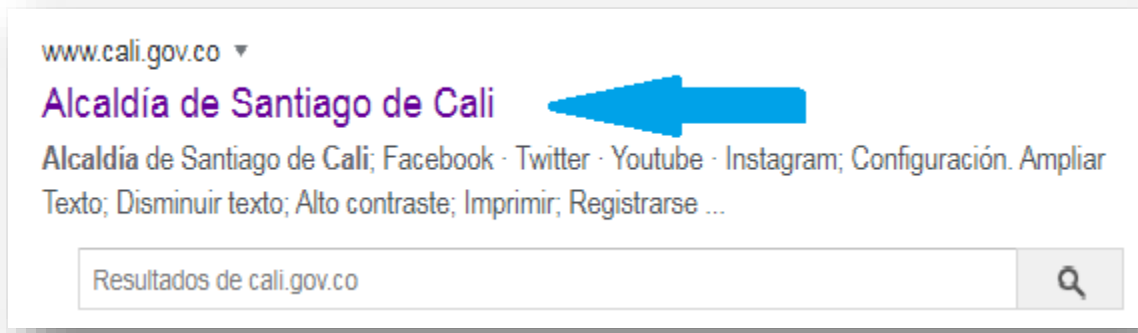 www.cali.gov.co
Alcaldía de Santiago de Cali
Alcaldía de Santiago de Cali; Facebook · Twitter · Youtube · Instagram; Configuración. Ampliar
Texto; Disminuir texto; Alto contraste; Imprimir; Registrarse ...
Resultados de cali.gov.co